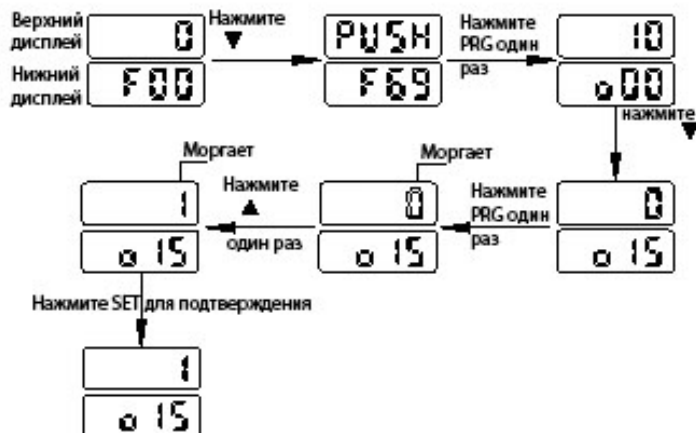 Верхний дисплей
0
Нижний дисплей
F00
Нажмите
▼
PUSH
F69
Нажмите
PRG один
раз
10
o00
нажмите
▼
0
o15
Нажмите
PRG один
раз
Моргает
0
o15
Нажмите
▲
один раз
Моргает
1
o15
Нажмите SET для подтверждения
1
o15